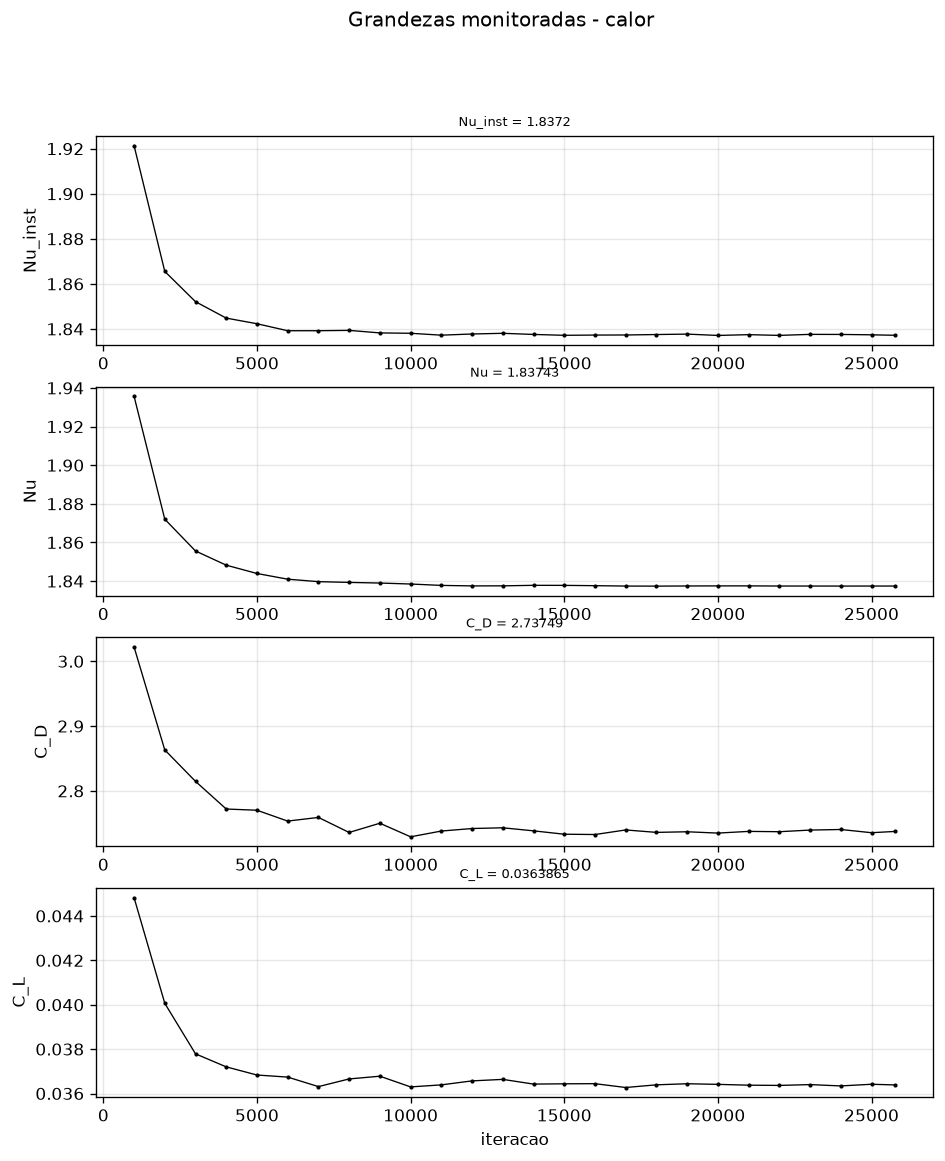 Grandezas monitoradas - calor
Nu_inst = 1.8372
1.92
1.90
1.88
1.86
1.84
Nu_inst
0 5000 10000 15000 20000 25000
Nu = 1.83743
1.94
1.92
1.90
1.88
1.86
1.84
Nu
0 5000 10000 15000 20000 25000
C_D = 2.73749
3.0
2.9
2.8
C_D
0 5000 10000 15000 20000 25000
C_L = 0.0363865
0.044
0.042
0.040
0.038
0.036
C_L
0 5000 10000 15000 20000 25000
iteracao